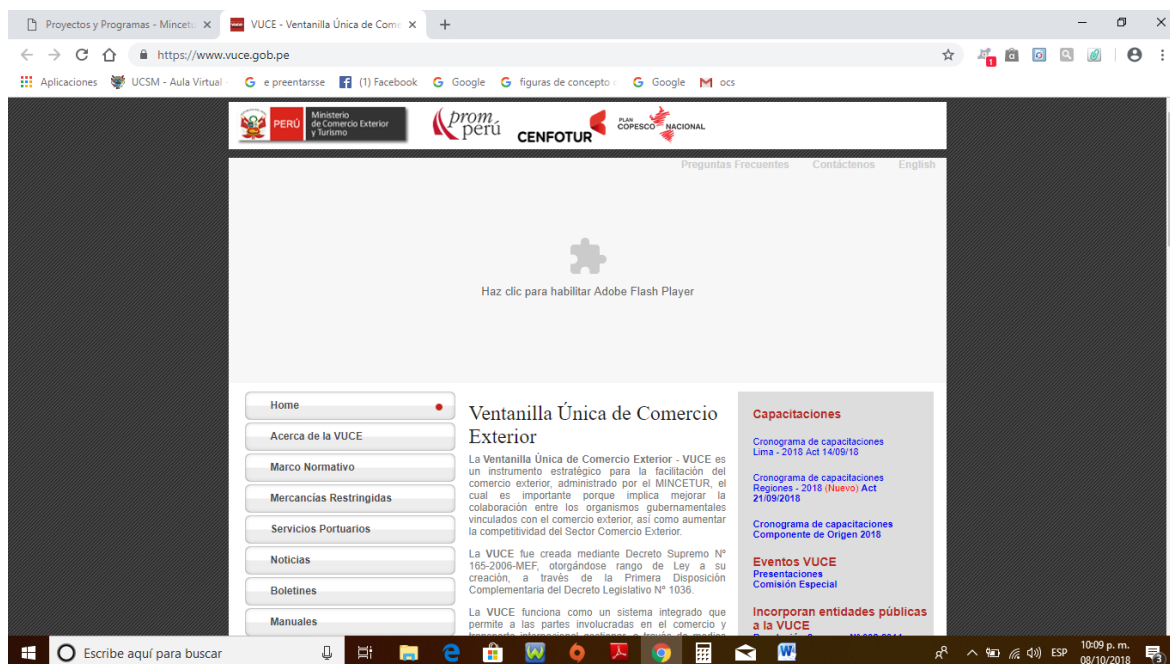 Proyectos y Programas - Mincetu
VUCE - Ventanilla Única de Come
https://www.vuce.gob.pe
1
Aplicaciones
UCSM - Aula Virtual
e preentarsse
(1) Facebook
Google
figuras de concepto
Google
ocs
PERÚ
Ministerio
de Comercio Exterior
y Turismo
prom
perú
CENFOTUR
PLAN
COPESCO NACIONAL
Preguntas Frecuentes
Contáctenos
English
Haz clic para habilitar Adobe Flash Player
Home
Acerca de la VUCE
Marco Normativo
Mercancías Restringidas
Servicios Portuarios
Noticias
Boletines
Manuales
Ventanilla Única de Comercio
Exterior
La Ventanilla Única de Comercio Exterior - VUCE es
un instrumento estratégico para la facilitación del
comercio exterior, administrado por el MINCETUR, el
cual es importante porque implica mejorar la
colaboración entre los organismos gubernamentales
vinculados con el comercio exterior, así como aumentar
la competitividad del Sector Comercio Exterior.
La VUCE fue creada mediante Decreto Supremo Nº
165-2006-MEF, otorgándose rango de Ley a su
creación, a través de la Primera Disposición
Complementaria del Decreto Legislativo Nº 1036.
La VUCE funciona como un sistema integrado que
permite a las partes involucradas en el comercio y
transporte internacional gestionar a través de medios
Capacitaciones
Cronograma de capacitaciones
Lima - 2018 Act 14/09/18
Cronograma de capacitaciones
Regiones - 2018 (Nuevo) Act
21/09/2018
Cronograma de capacitaciones
Componente de Origen 2018
Eventos VUCE
Presentaciones
Comisión Especial
Incorporan entidades públicas
a la VUCE
Escribe aquí para buscar
ESP
10:09 p. m.
08/10/2018
3